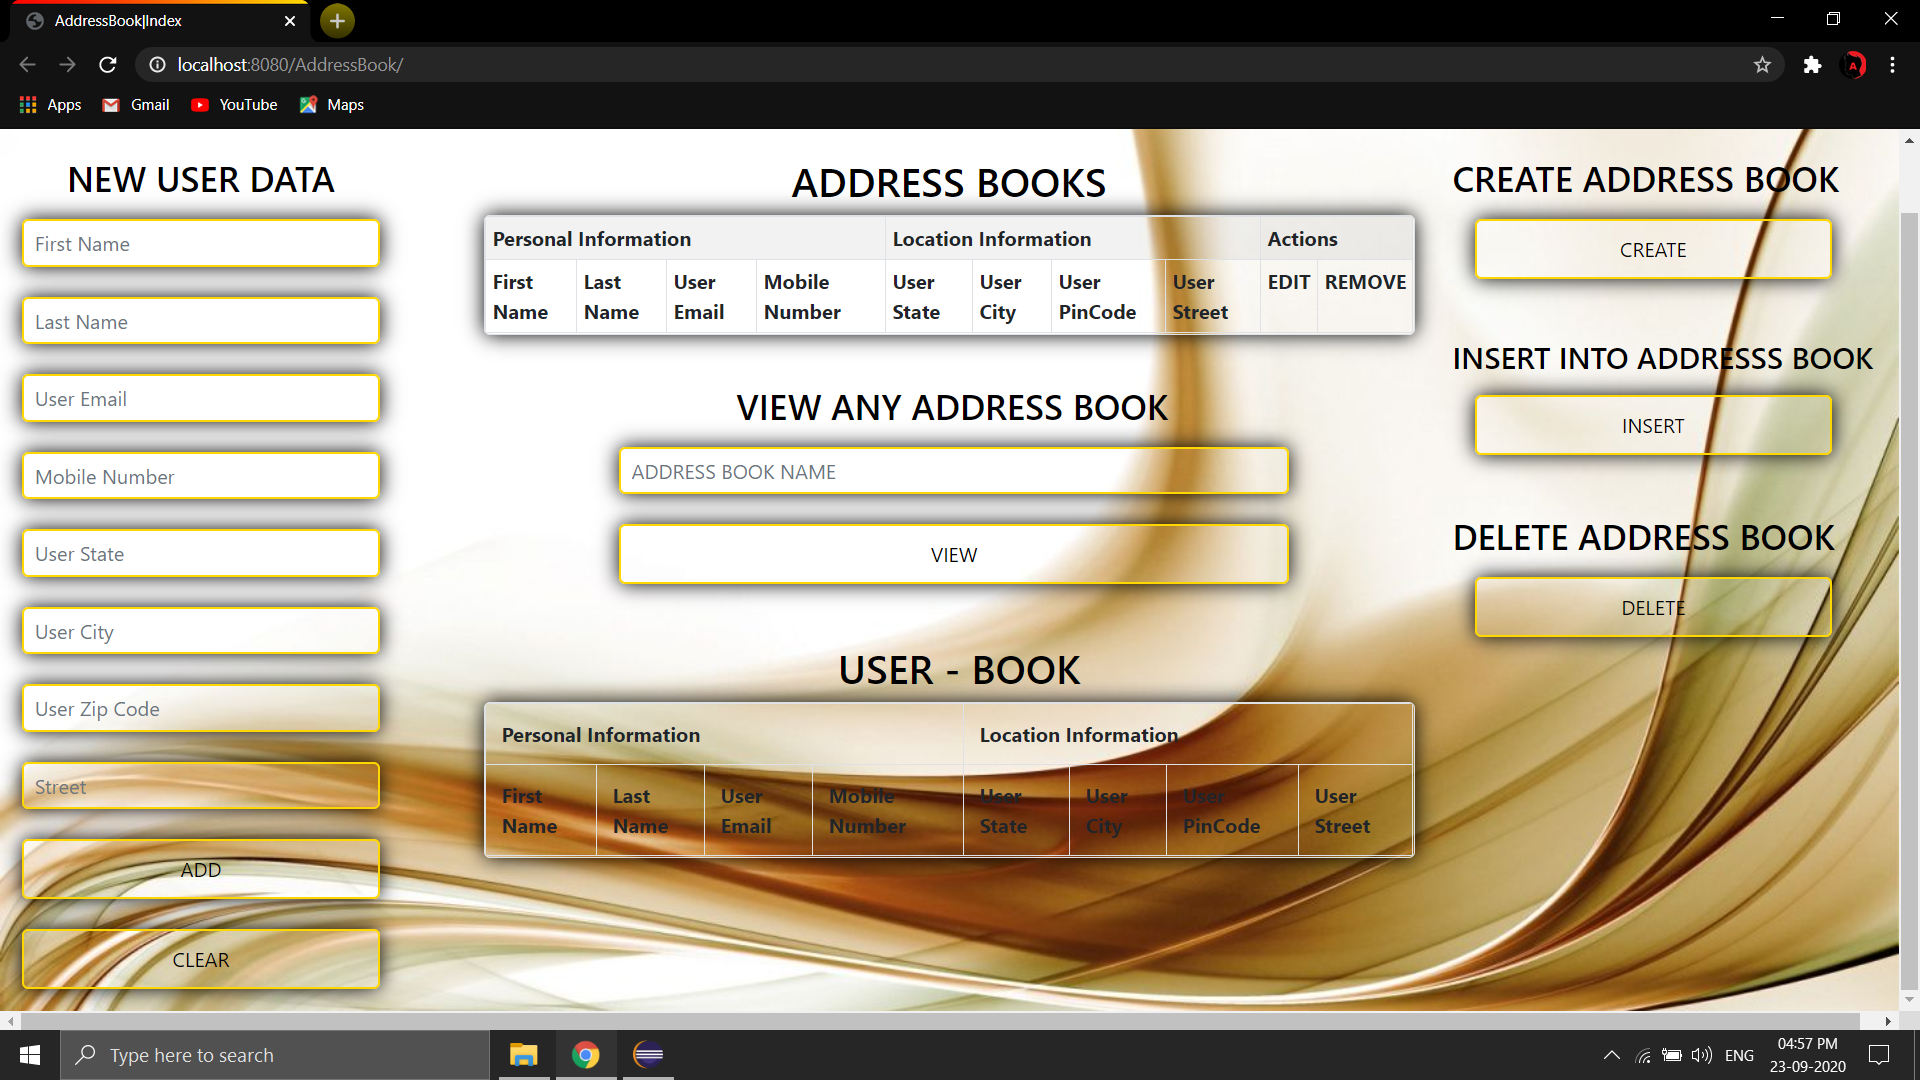 AddressBook|Index
localhost:8080/AddressBook/
Apps Gmail YouTube Maps
NEW USER DATA
First Name
Last Name
User Email
Mobile Number
User State
User City
User Zip Code
Street
ADD
CLEAR
ADDRESS BOOKS
Personal Information Location Information Actions
First Name Last Name User Email Mobile Number User State User City User PinCode User Street EDIT REMOVE
VIEW ANY ADDRESS BOOK
ADDRESS BOOK NAME
VIEW
USER - BOOK
Personal Information Location Information
First Name Last Name User Email Mobile Number User State User City User PinCode User Street
CREATE ADDRESS BOOK
CREATE
INSERT INTO ADDRESSS BOOK
INSERT
DELETE ADDRESS BOOK
DELETE
Type here to search
ENG
04:57 PM
23-09-2020